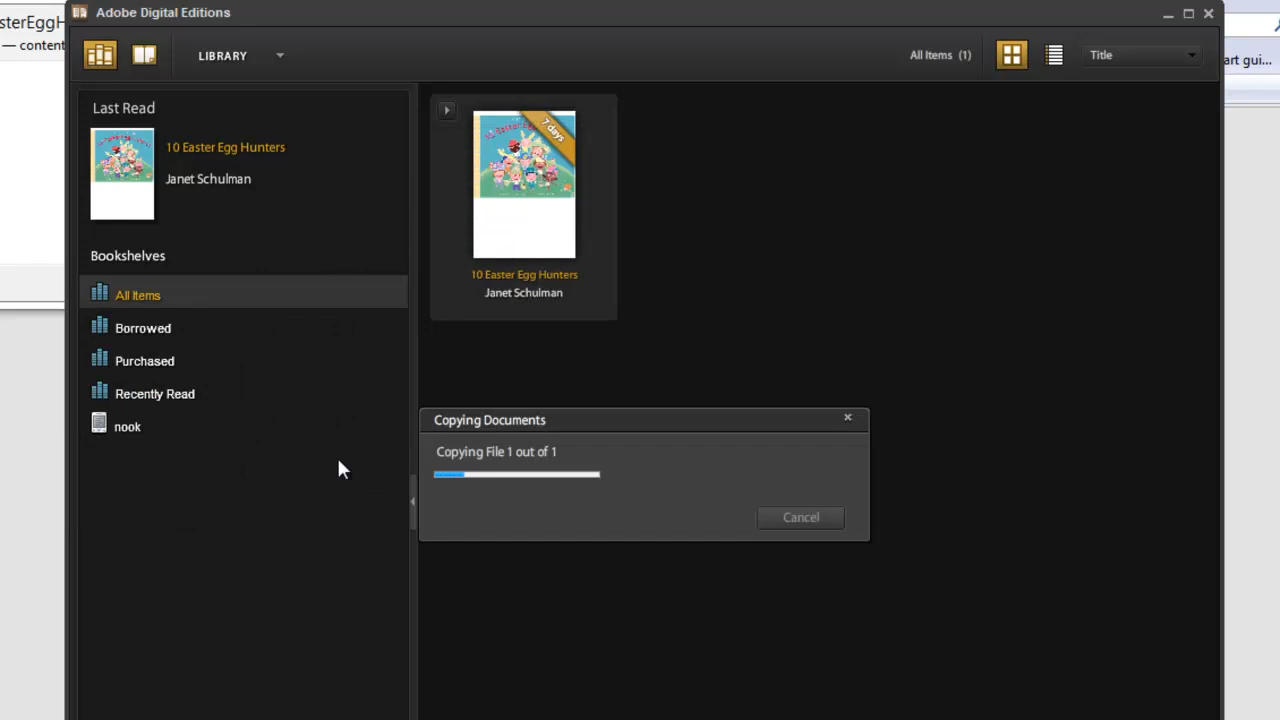 sterEggH
— content
Adobe Digital Editions
LIBRARY
All Items (1)
Title
art gui...
Last Read
10 Easter Egg Hunters
Janet Schulman
Bookshelves
All Items
Borrowed
Purchased
Recently Read
nook
7 days
10 Easter Egg Hunters
Janet Schulman
Copying Documents
Copying File 1 out of 1
Cancel